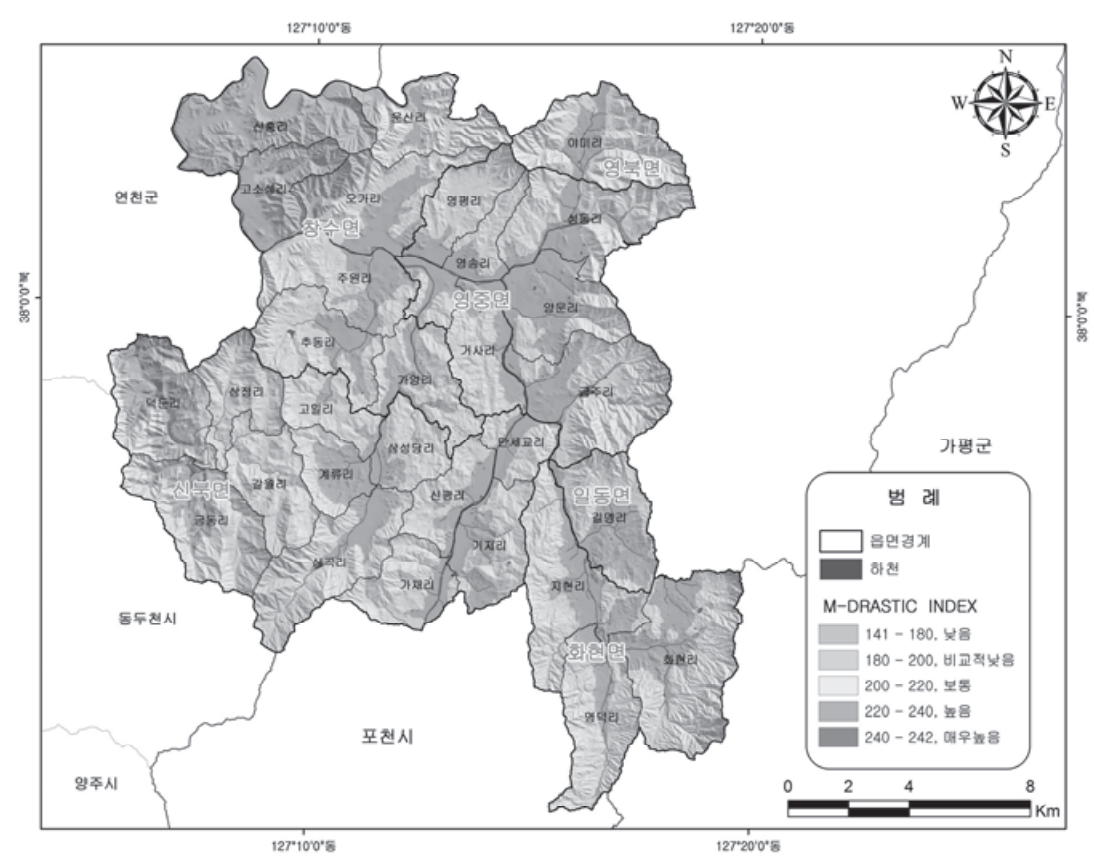 127°10'0"동
127°20'0"동
N
W
E
S
운산리
산홍리
야미리
영북면
고소성리
오가리
연천군
명평리
성동리
창수면
영송리
주원리
38°0'0"북
38°0'0"북
영중면
양문리
추동리
거사리
가양리
금주리
삼정리
덕둔리
고일리
만세교리
가평군
삼성당리
계류리
갈월리
신북면
신평리
일동면
길명리
금동리
기지리
범 례
읍면경계
하천
M-DRASTIC INDEX
141 - 180, 낮음
180 - 200, 비교적낮음
200 - 220, 보통
220 - 240, 높음
240 - 242, 매우높음
심곡리
가채리
지현리
동두천시
화현면
화현리
명덕리
포천시
양주시
0 2 4 8
Km
127°10'0"동
127°20'0"동